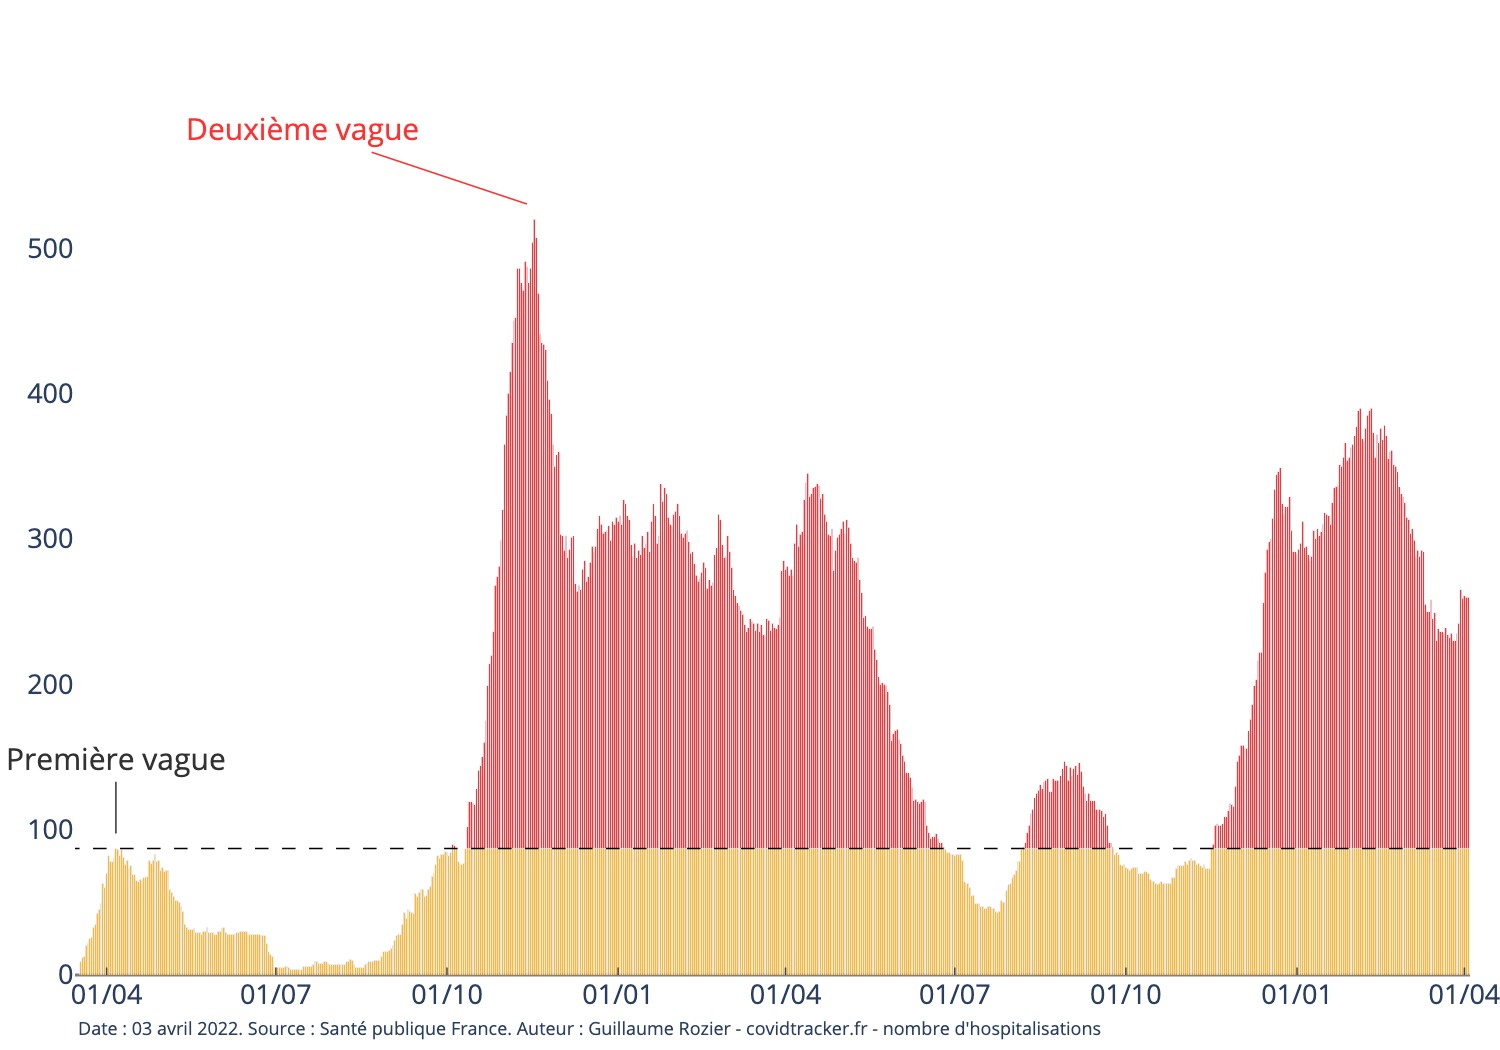 Deuxième vague
500
400
300
200
Première vague
100
0
01/04 01/07 01/10 01/01 01/04 01/07 01/10 01/01 01/04
Date : 03 avril 2022. Source : Santé publique France. Auteur : Guillaume Rozier - covidtracker.fr - nombre d'hospitalisations